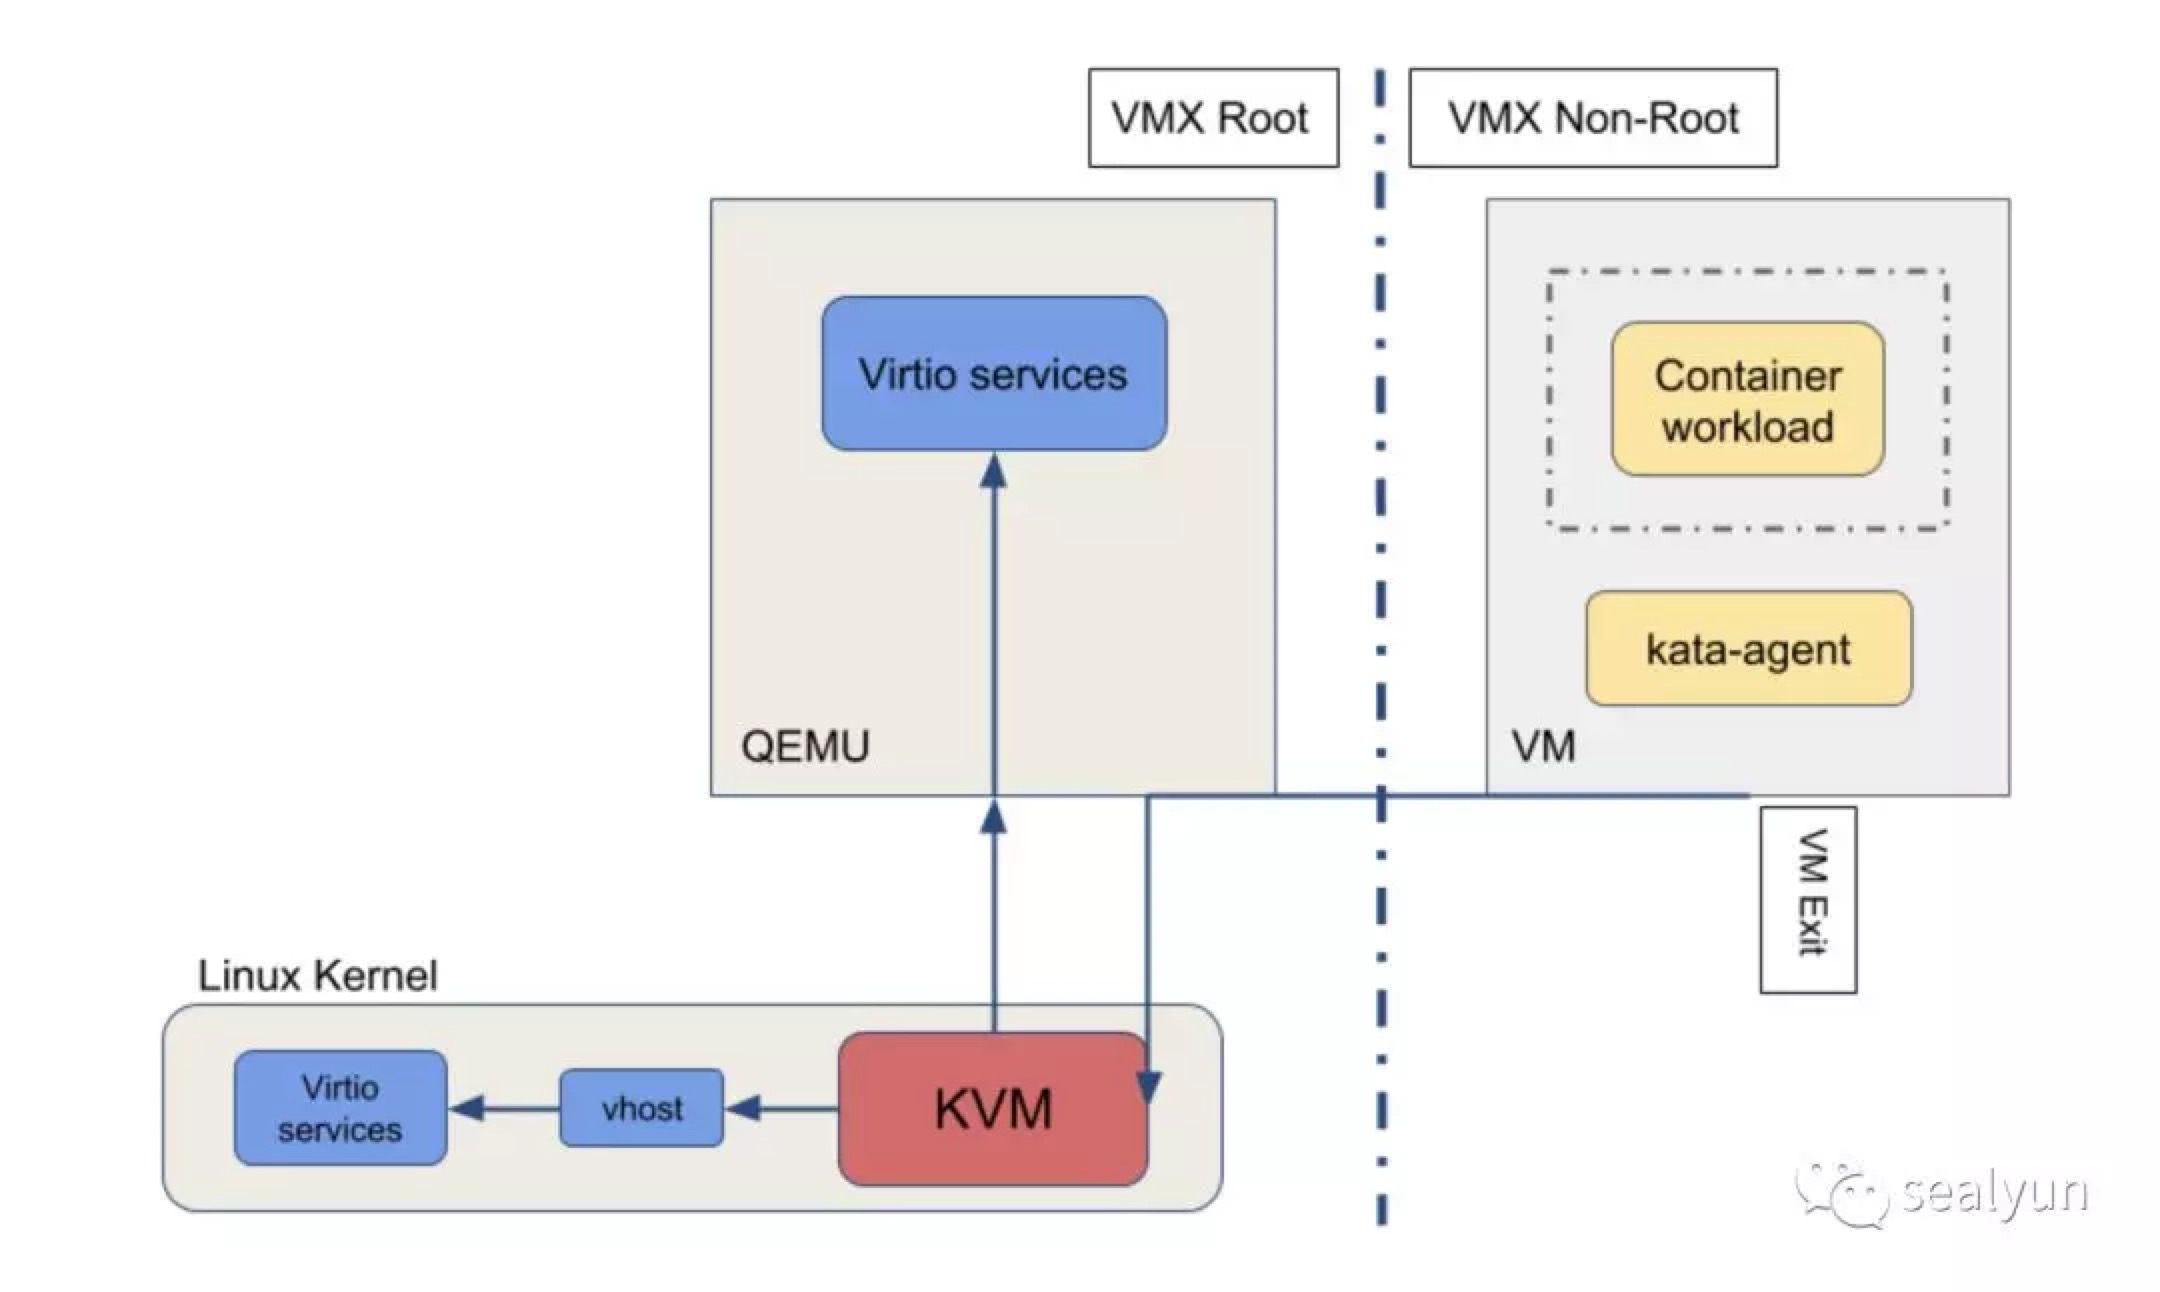 VMX Root
VMX Non-Root
Virtio services
Container
workload
kata-agent
QEMU
VM
VM Exit
Linux Kernel
Virtio
services
vhost
KVM
sealyun